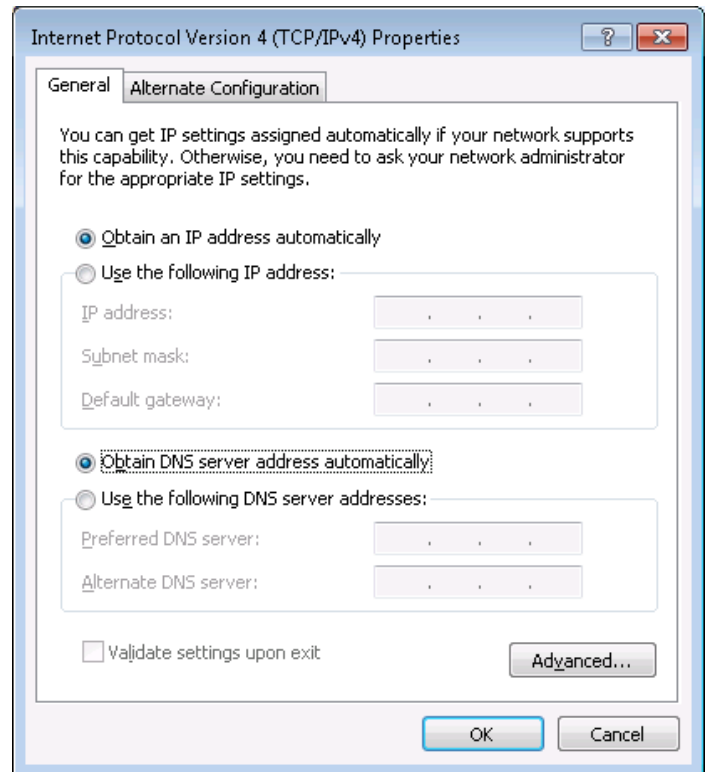 Internet Protocol Version 4 (TCP/IPv4) Properties
General
Alternate Configuration
You can get IP settings assigned automatically if your network supports
this capability. Otherwise, you need to ask your network administrator
for the appropriate IP settings.
Obtain an IP address automatically
Use the following IP address:
IP address:
Subnet mask:
Default gateway:
Obtain DNS server address automatically
Use the following DNS server addresses:
Preferred DNS server:
Alternate DNS server:
Validate settings upon exit
Advanced...
OK
Cancel